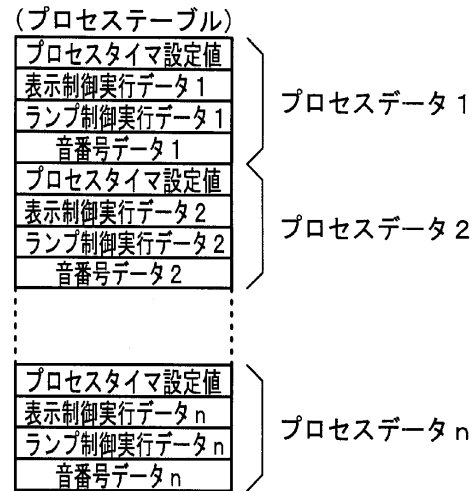 (プロセステーブル)
プロセスタイマ設定値
表示制御実行データ1
ランプ制御実行データ1
音番号データ1
プロセスデータ1
プロセスタイマ設定値
表示制御実行データ2
ランプ制御実行データ2
音番号データ2
プロセスデータ2
プロセスタイマ設定値
表示制御実行データn
ランプ制御実行データn
音番号データn
プロセスデータn